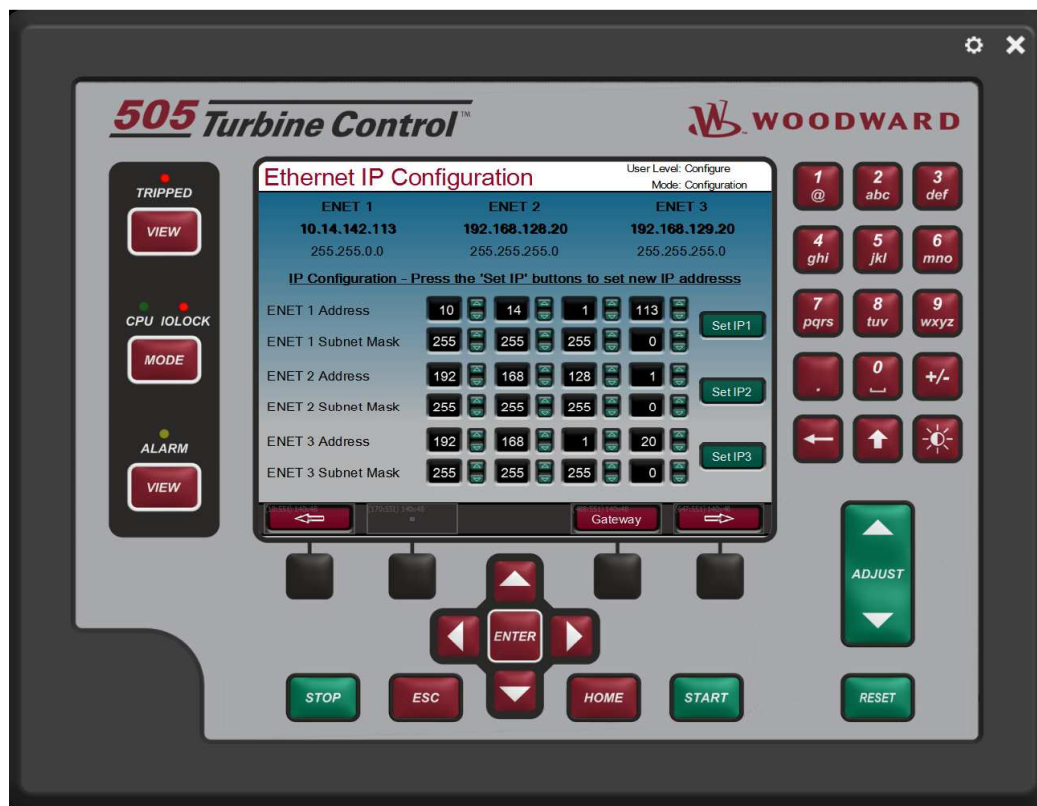 505 Turbine Control™
WOODWARD
TRIPPED
VIEW
CPU IOLOCK
MODE
ALARM
VIEW
Ethernet IP Configuration
User Level: Configure
Mode: Configuration
ENET 1 ENET 2 ENET 3
10.14.142.113 192.168.128.20 192.168.129.20
255.255.0.0 255.255.255.0 255.255.255.0
IP Configuration - Press the 'Set IP' buttons to set new IP addresss
ENET 1 Address 10 14 1 113
Set IP1
ENET 1 Subnet Mask 255 255 255 0
ENET 2 Address 192 168 128 1
Set IP2
ENET 2 Subnet Mask 255 255 255 0
ENET 3 Address 192 168 1 20
Set IP3
ENET 3 Subnet Mask 255 255 255 0
Gateway
1 @
2 abc
3 def
4 ghi
5 jkl
6 mno
7 pqrs
8 tuv
9 wxyz
.
0
+/-
ADJUST
ENTER
STOP
ESC
HOME
START
RESET